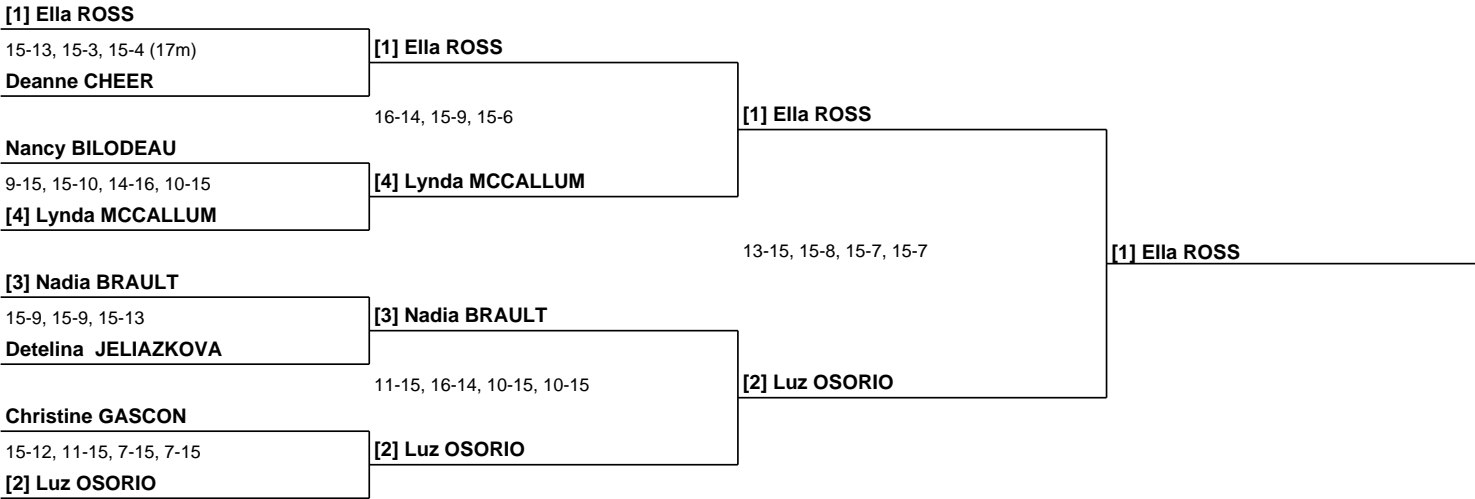 [1] Ella ROSS
15-13, 15-3, 15-4 (17m)
Deanne CHEER
Nancy BILODEAU
9-15, 15-10, 14-16, 10-15
[4] Lynda MCCALLUM
[3] Nadia BRAULT
15-9, 15-9, 15-13
Detelina  JELIAZKOVA
Christine GASCON
15-12, 11-15, 7-15, 7-15
[2] Luz OSORIO
[1] Ella ROSS
16-14, 15-9, 15-6
[4] Lynda MCCALLUM
[3] Nadia BRAULT
11-15, 16-14, 10-15, 10-15
[2] Luz OSORIO
[1] Ella ROSS
13-15, 15-8, 15-7, 15-7
[2] Luz OSORIO
[1] Ella ROSS